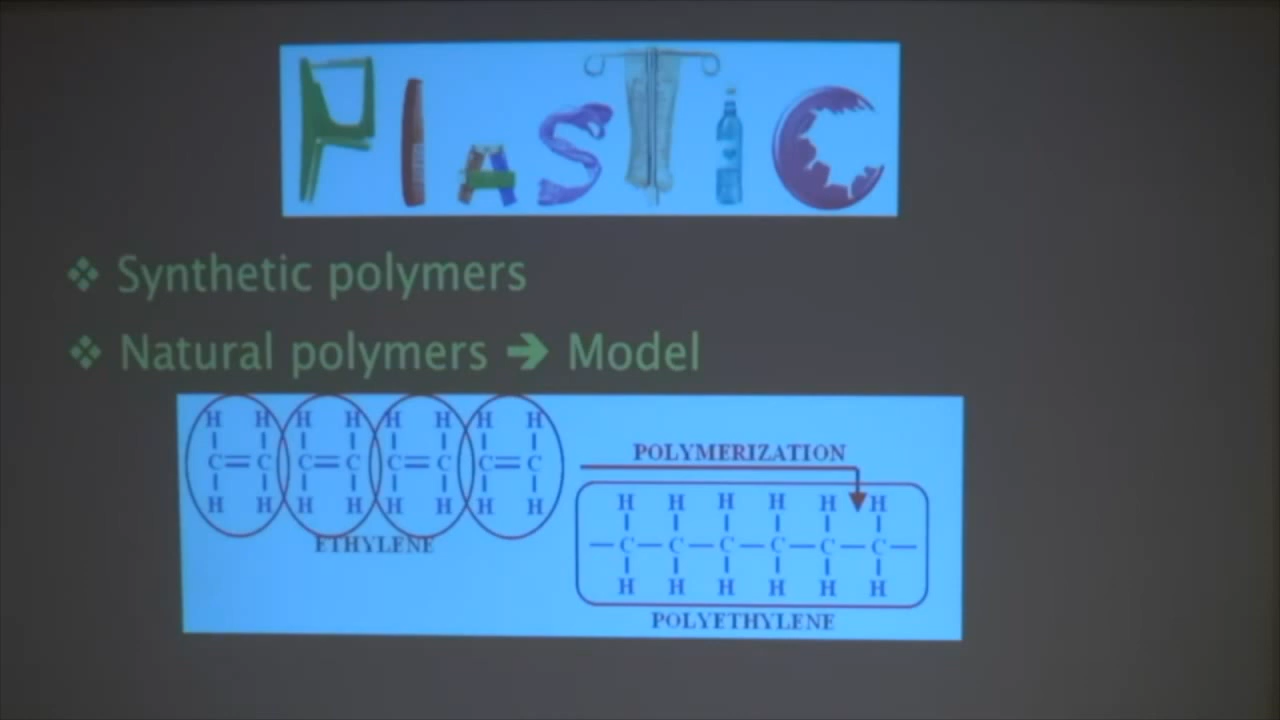 PLASTiC
❖ Synthetic polymers
❖ Natural polymers ➔ Model
H H H H H H H H
C=C C=C C=C C=C
H H H H H H H H
ETHYLENE
POLYMERIZATION
H H H H H H
—C—C—C—C—C—C—
H H H H H H
POLYETHYLENE